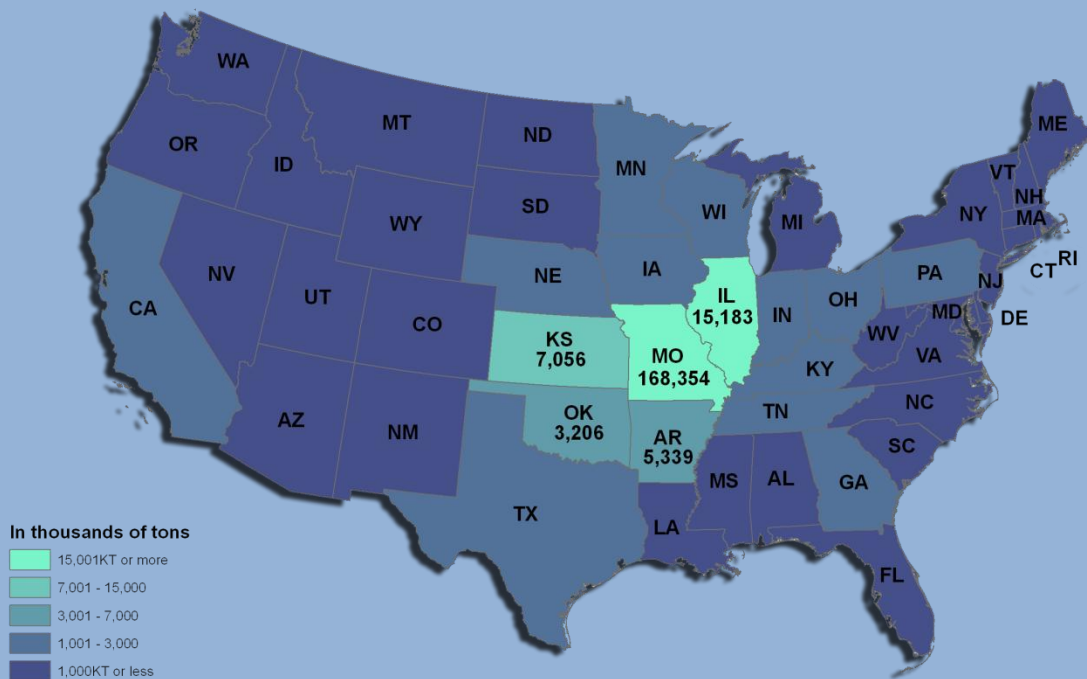 WA
MT
ND
OR
ID
MN
ME
VT
NH
SD
WI
NY
MA
WY
MI
RI
CT
NE
IA
PA
NV
IL
15,183
OH
NJ
CA
UT
CO
IN
MD
DE
KS
7,056
MO
168,354
WV
VA
KY
AZ
NM
OK
3,206
TN
NC
AR
5,339
SC
MS
AL
GA
TX
LA
FL
In thousands of tons
15,001KT or more
7,001 - 15,000
3,001 - 7,000
1,001 - 3,000
1,000KT or less